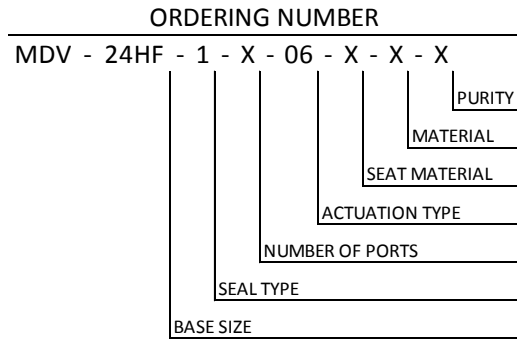 ORDERING NUMBER
MDV - 24HF - 1 - X - 06 - X - X - X
PURITY
MATERIAL
SEAT MATERIAL
ACTUATION TYPE
NUMBER OF PORTS
SEAL TYPE
BASE SIZE